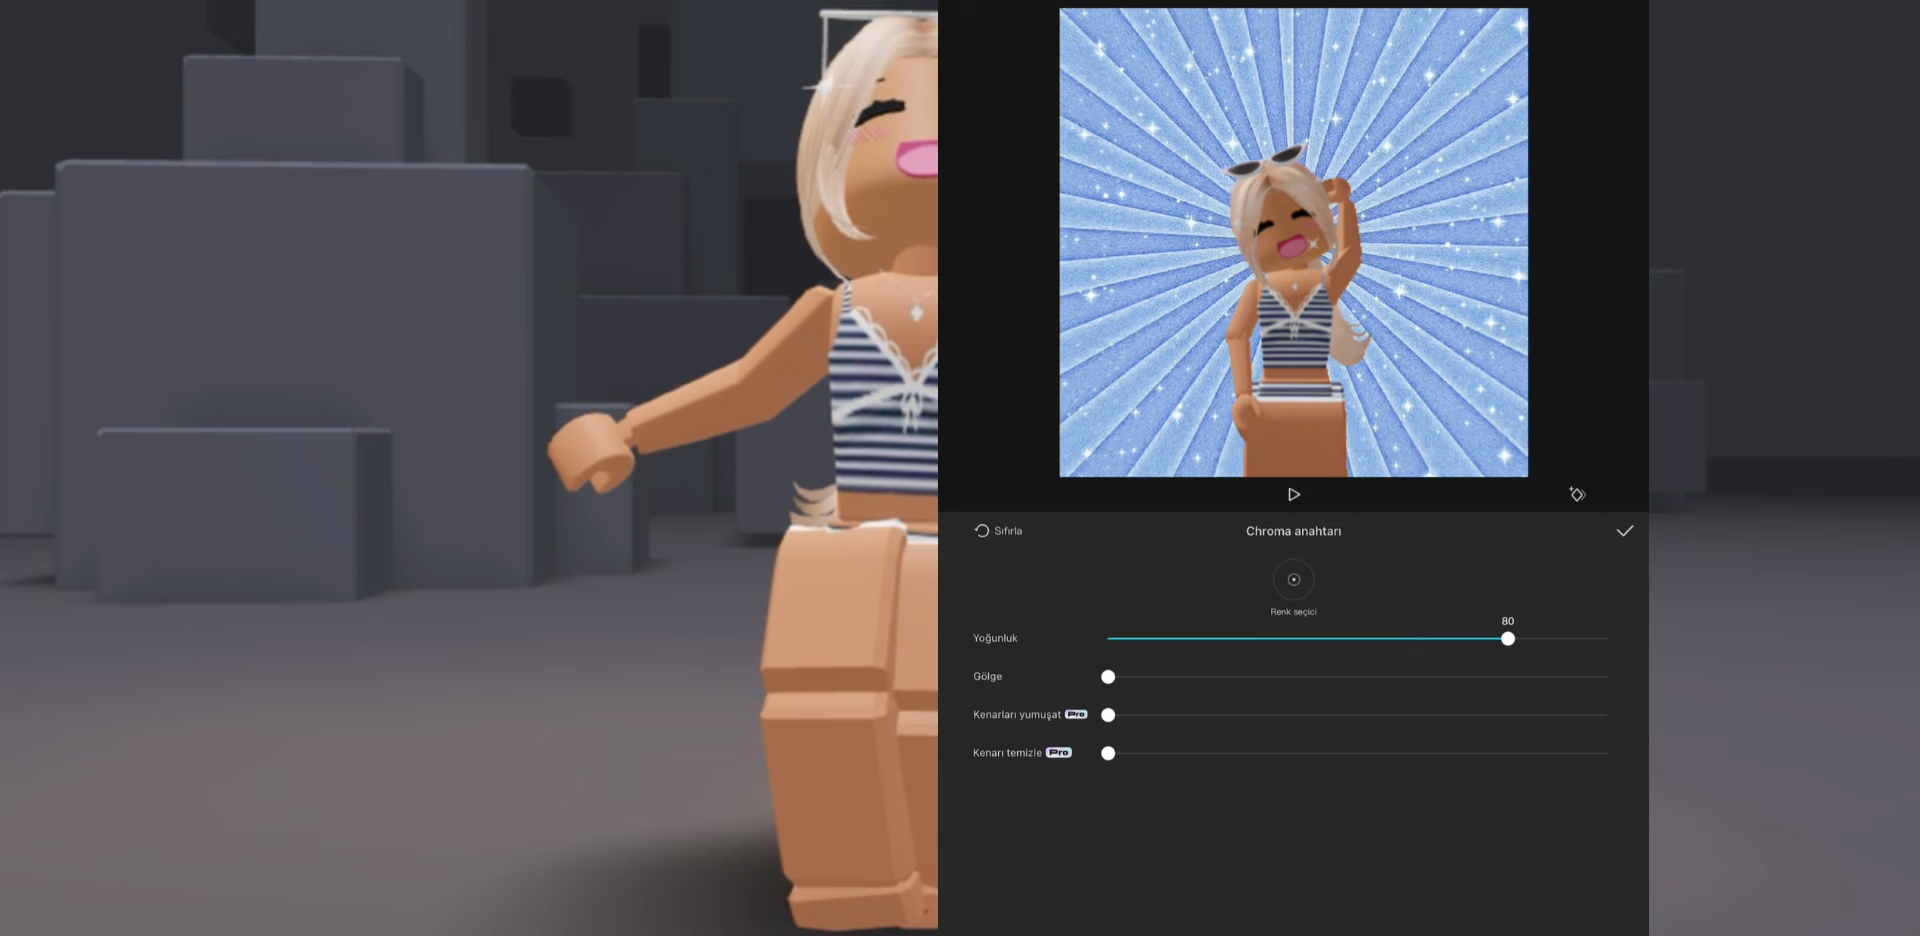 Sıfırla
Chroma anahtarı
Renk seçici
80
Yoğunluk
Gölge
Kenarları yumuşat Pro
Kenarı temizle Pro